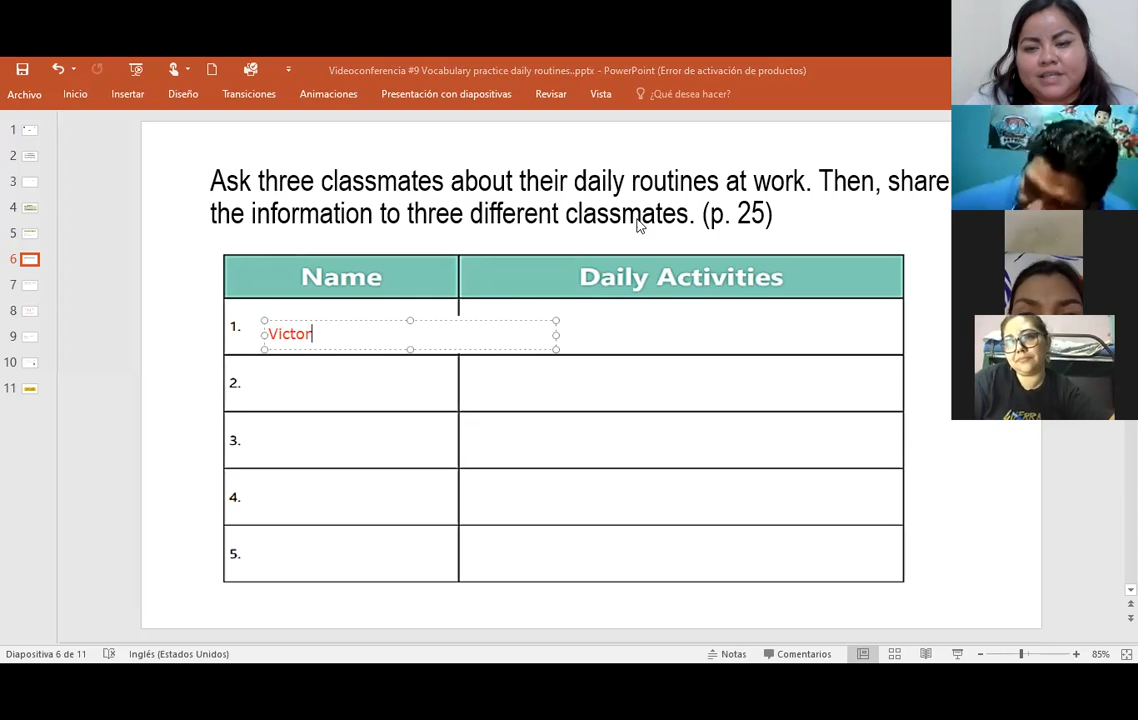 Videoconferencia #9 Vocabulary practice daily routines..pptx - PowerPoint (Error de activación de productos)
Archivo Inicio Insertar Diseño Transiciones Animaciones Presentación con diapositivas Revisar Vista ¿Qué desea hacer?
1
2
3
4
5
6
7
8
9
10
11
Ask three classmates about their daily routines at work. Then, share
the information to three different classmates. (p. 25)
Name Daily Activities
1. Victor
2.
3.
4.
5.
Diapositiva 6 de 11 Inglés (Estados Unidos) Notas Comentarios 85%